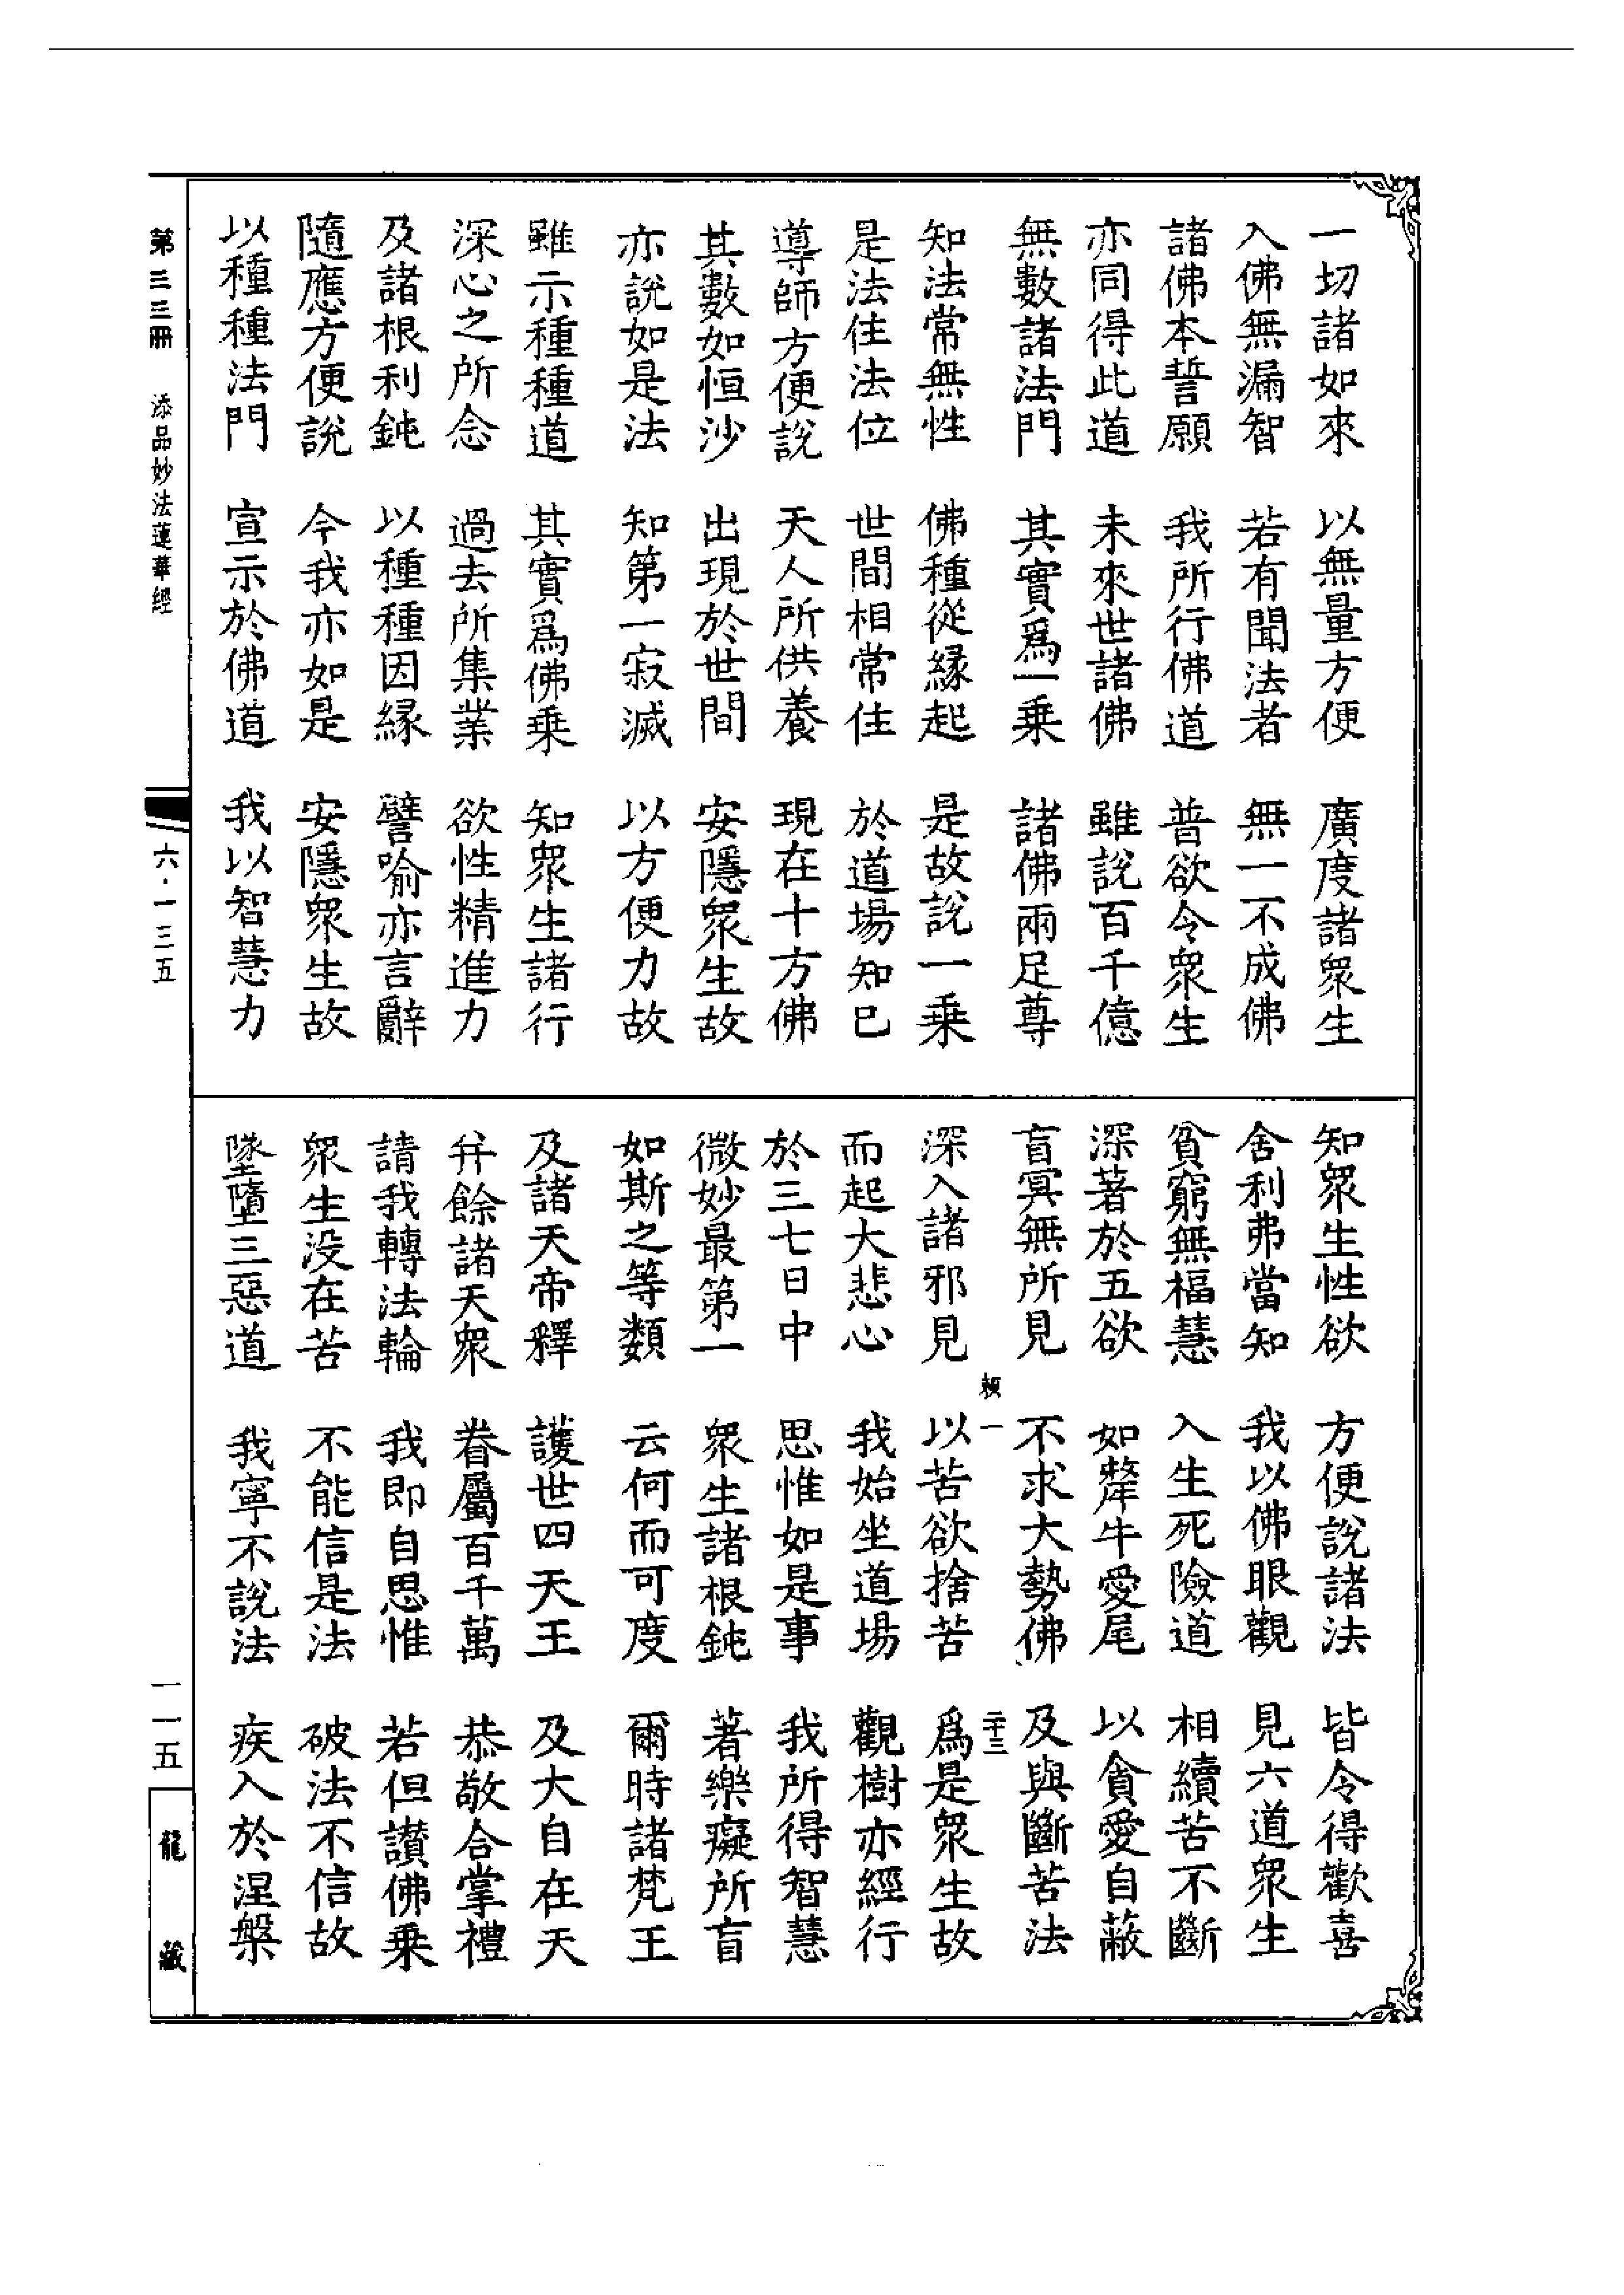 一切諸如來　以無量方便　廣度諸衆生
入佛無漏智　若有聞法者　無一不成佛
諸佛本誓願　我所行佛道　普欲令衆生
亦同得此道　未來世諸佛　雖說百千億
無數諸法門　其實爲一乗　諸佛兩足尊
知法常無性　佛種從緣起　是故說一乗
是法住法位　世間相常住　於道場知已
導師方便說　天人所供養　現在十方佛
其數如恒沙　出現於世間　安隱衆生故
亦說如是法　知第一寂滅　以方便力故
雖示種種道　其實爲佛乗　知衆生諸行
深心之所念　過去所集業　欲性精進力
及諸根利鈍　以種種因緣　譬喻亦言辭
隨應方便說　今我亦如是　安隱衆生故
以種種法門　宣示於佛道　我以智慧力
知衆生性欲　方便說諸法　皆令得歡喜
舍利弗當知　我以佛眼觀　見六道衆生
貧窮無福慧　入生死險道　相續苦不斷
深著於五欲　如犛牛愛尾　以貪愛自蔽
盲冥無所見　不求大勢佛　及與斷苦法
深入諸邪見　以苦欲捨苦　爲是衆生故
而起大悲心　我始坐道場　觀樹亦經行
於三七日中　思惟如是事　我所得智慧
微妙最第一　衆生諸根鈍　著樂癡所盲
如斯之等類　云何而可度　爾時諸梵王
及諸天帝釋　護世四天王　及大自在天
幷餘諸天衆　眷屬百千萬　恭敬合掌禮
請我轉法輪　我即自思惟　若但讃佛乗
衆生没在苦　不能信是法　破法不信故
墜墮三惡道　我寧不說法　疾入於涅槃
一　二十三
第三三冊　添品妙法蓮華經　六·一三五　一一五　龍藏